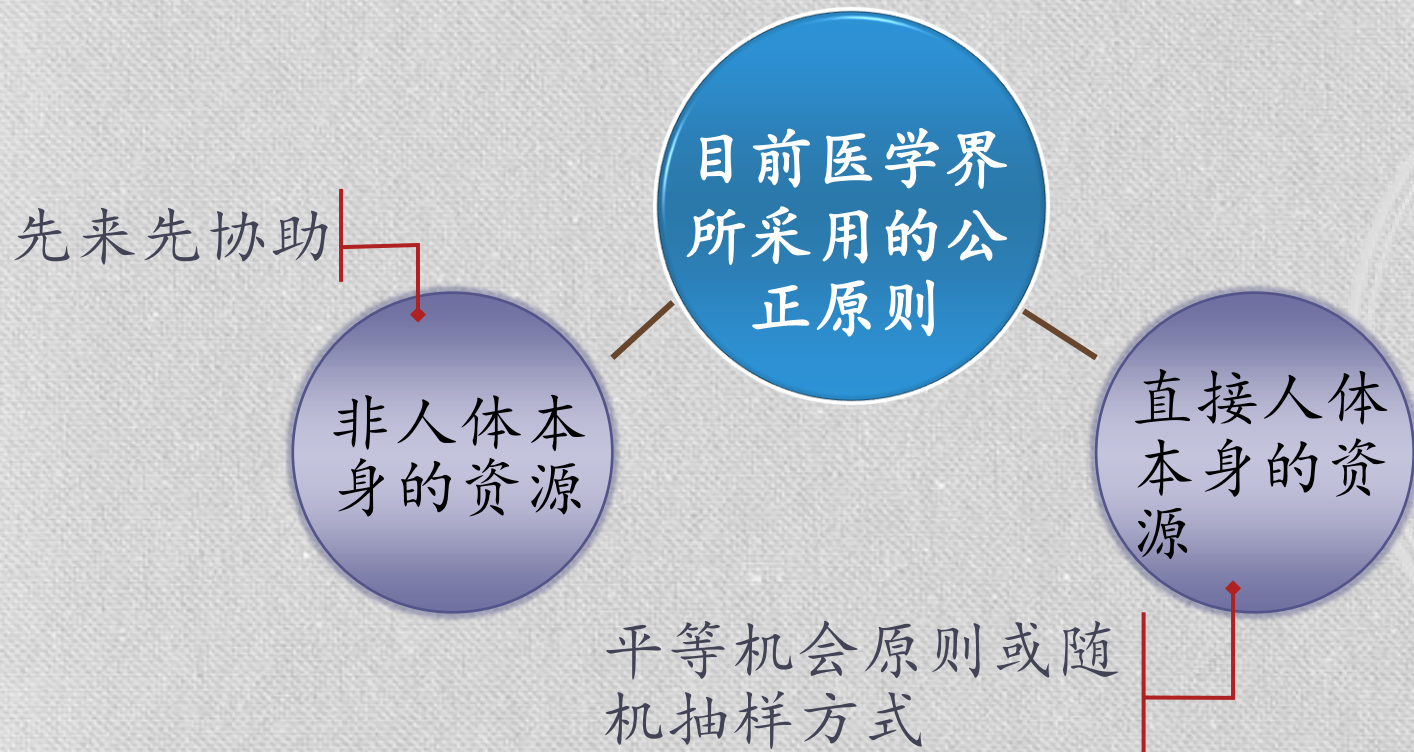 目前医学界
所采用的公
正原则
先来先协助
非人体本
身的资源
直接人体
本身的资
源
平等机会原则或随
机抽样方式